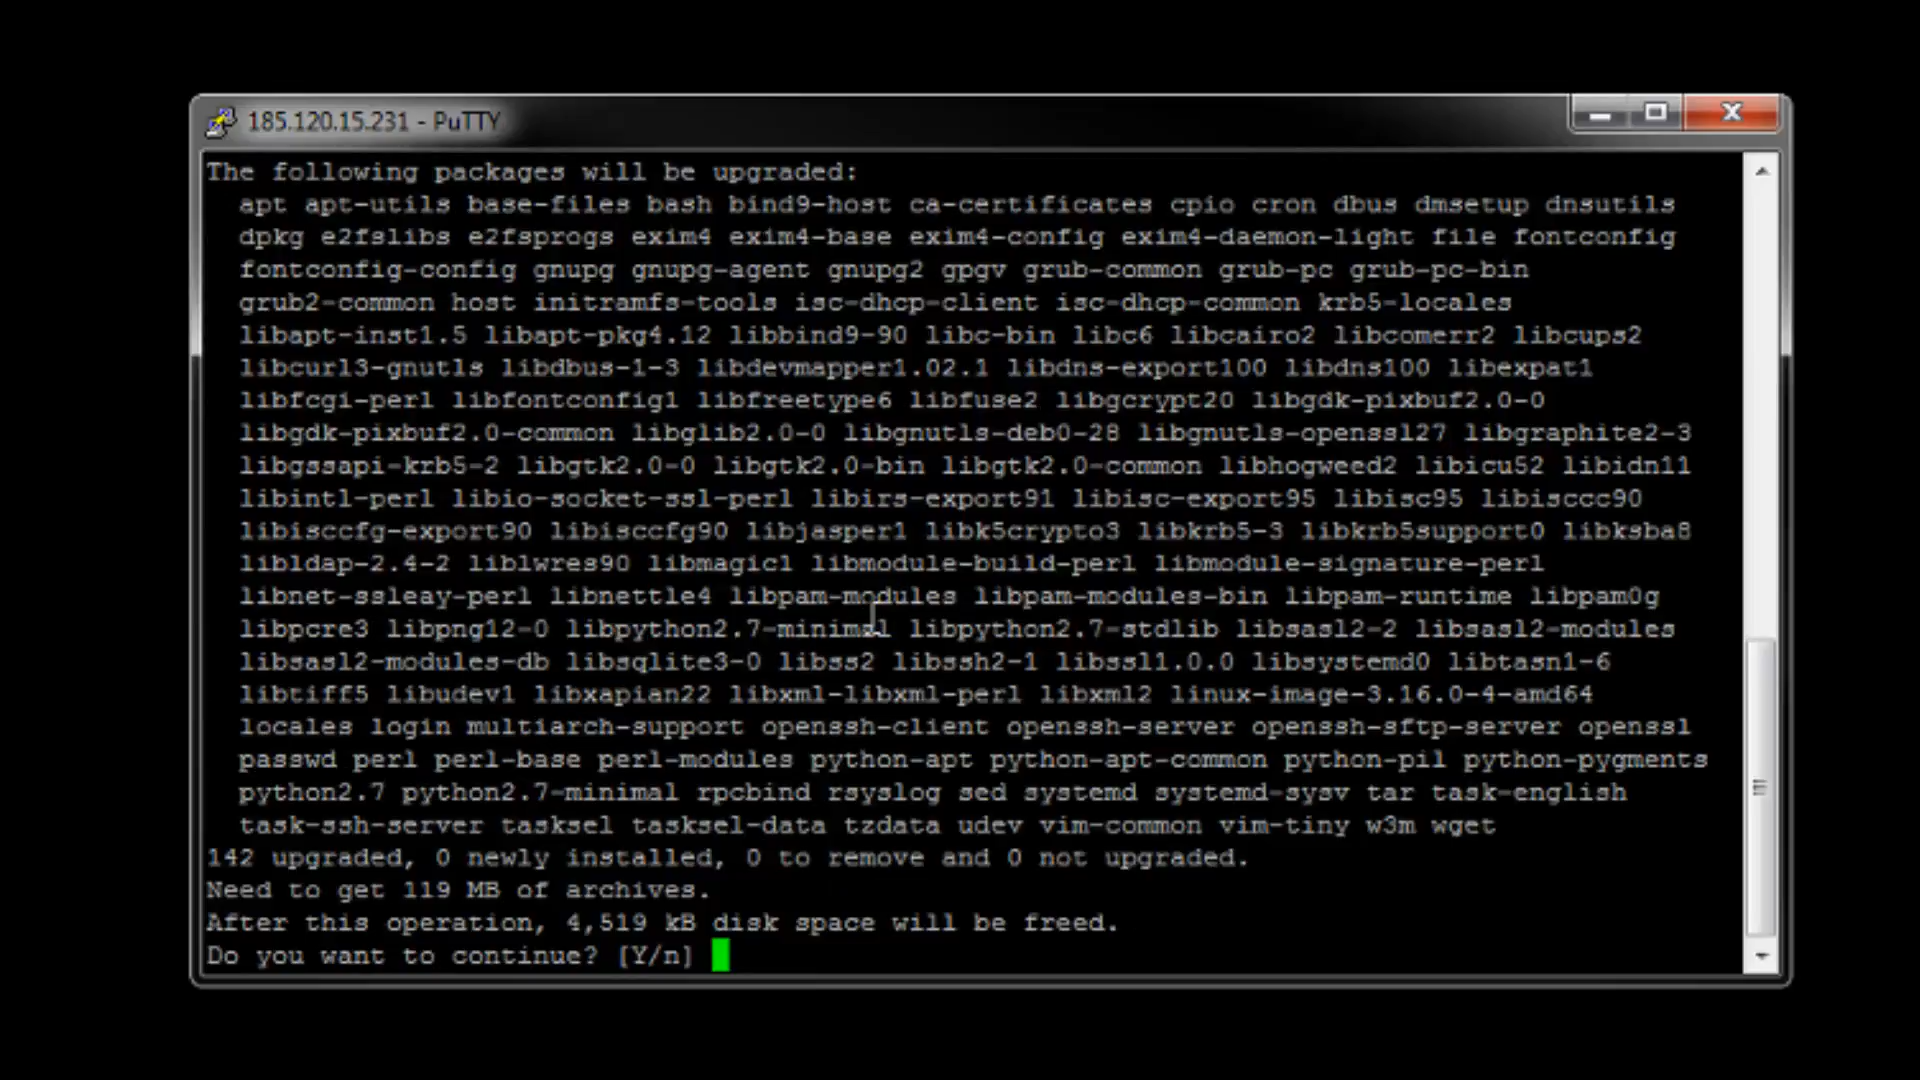 185.120.15.231 - PuTTY
The following packages will be upgraded:
apt apt-utils base-files bash bind9-host ca-certificates cpio cron dbus dmsetup dnsutils
dpkg e2fslibs e2fsprogs exim4 exim4-base exim4-config exim4-daemon-light file fontconfig
fontconfig-config gnupg gnupg-agent gnupg2 gpgv grub-common grub-pc grub-pc-bin
grub2-common host initramfs-tools isc-dhcp-client isc-dhcp-common krb5-locales
libapt-inst1.5 libapt-pkg4.12 libbind9-90 libc-bin libc6 libcairo2 libcomerr2 libcups2
libcurl3-gnutls libdbus-1-3 libdevmapper1.02.1 libdns-export100 libdns100 libexpat1
libfcgi-perl libfontconfig1 libfreetype6 libfuse2 libgcrypt20 libgdk-pixbuf2.0-0
libgdk-pixbuf2.0-common libglib2.0-0 libgnutls-deb0-28 libgnutls-openssl27 libgraphite2-3
libgssapi-krb5-2 libgtk2.0-0 libgtk2.0-bin libgtk2.0-common libhogweed2 libicu52 libidn11
libintl-perl libio-socket-ssl-perl libirs-export91 libisc-export95 libisc95 libisccc90
libisccfg-export90 libisccfg90 libjasper1 libk5crypto3 libkrb5-3 libkrb5support0 libksba8
libldap-2.4-2 liblwres90 libmagic1 libmodule-build-perl libmodule-signature-perl
libnet-ssleay-perl libnettle4 libpam-modules libpam-modules-bin libpam-runtime libpam0g
libpcre3 libpng12-0 libpython2.7-minimal libpython2.7-stdlib libsasl2-2 libsasl2-modules
libsasl2-modules-db libsqlite3-0 libss2 libssh2-1 libssl1.0.0 libsystemd0 libtasn1-6
libtiff5 libudev1 libxapian22 libxml-libxml-perl libxml2 linux-image-3.16.0-4-amd64
locales login multiarch-support openssh-client openssh-server openssh-sftp-server openssl
passwd perl perl-base perl-modules python-apt python-apt-common python-pil python-pygments
python2.7 python2.7-minimal rpcbind rsyslog sed systemd systemd-sysv tar task-english
task-ssh-server tasksel tasksel-data tzdata udev vim-common vim-tiny w3m wget
142 upgraded, 0 newly installed, 0 to remove and 0 not upgraded.
Need to get 119 MB of archives.
After this operation, 4,519 kB disk space will be freed.
Do you want to continue? [Y/n]